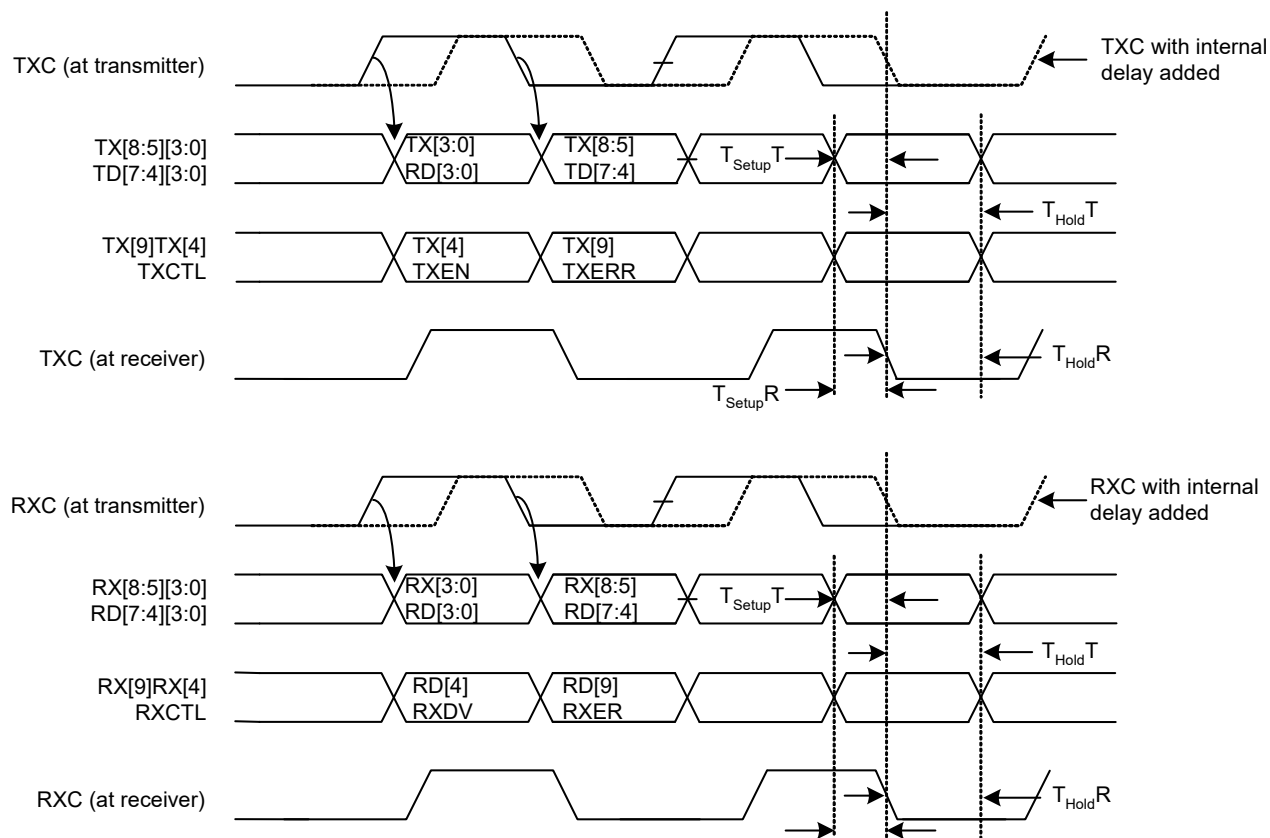 TXC (at transmitter)
TXC with internal
delay added
TX[8:5][3:0]
TD[7:4][3:0]
TX[3:0]
RD[3:0]
TX[8:5]
TD[7:4]
TSetupT
THoldT
TX[9]TX[4]
TXCTL
TX[4]
TXEN
TX[9]
TXERR
TXC (at receiver)
THoldR
TSetupR
RXC (at transmitter)
RXC with internal
delay added
RX[8:5][3:0]
RD[7:4][3:0]
RX[3:0]
RD[3:0]
RX[8:5]
RD[7:4]
TSetupT
THoldT
RX[9]RX[4]
RXCTL
RD[4]
RXDV
RD[9]
RXER
RXC (at receiver)
THoldR